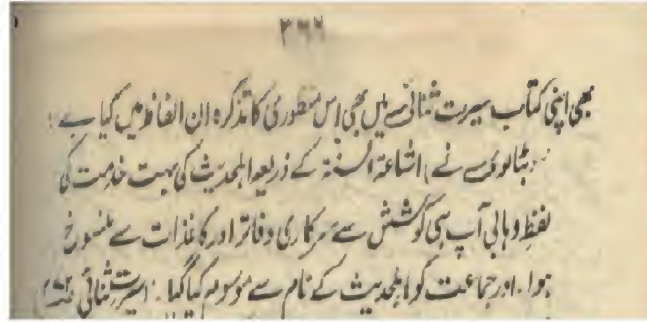 ۳۶۶
بھی اپنی کتاب سیرت ثنائی میں بھی اس منظوری کا تذکرہ ان الفاظ میں کیا ہے :
بٹالوی نے ) اشاعۃ السنۃ کے ذریعہ اہلحدیث کی بہت خدمت کی
لفظ وہابی آپ ہی کی کوشش سے سرکاری دفاتر اور کاغذات سے منسوخ
ہوا . اور جماعت کو اہلحدیث کے نام سے موسوم کیا گیا . (سیرت ثنائی